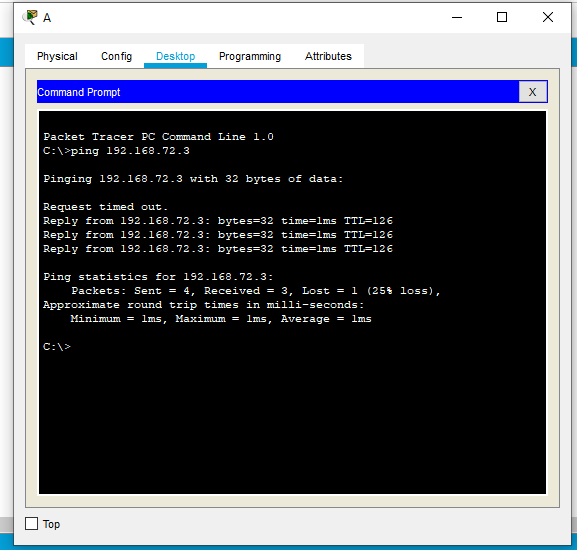 A
Physical Config Desktop Programming Attributes
Command Prompt X
Packet Tracer PC Command Line 1.0
C:\>ping 192.168.72.3
Pinging 192.168.72.3 with 32 bytes of data:
Request timed out.
Reply from 192.168.72.3: bytes=32 time=1ms TTL=126
Reply from 192.168.72.3: bytes=32 time=1ms TTL=126
Reply from 192.168.72.3: bytes=32 time=1ms TTL=126
Ping statistics for 192.168.72.3:
Packets: Sent = 4, Received = 3, Lost = 1 (25% loss),
Approximate round trip times in milli-seconds:
Minimum = 1ms, Maximum = 1ms, Average = 1ms
C:\>
Top